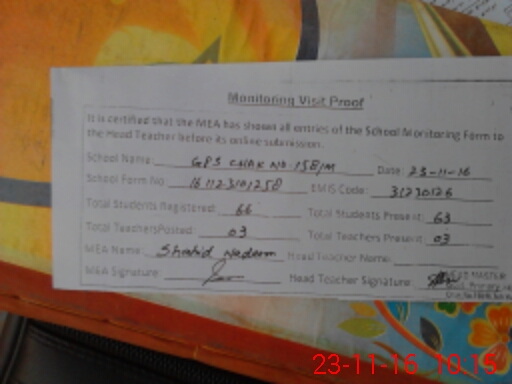 Monitoring Visit Proof
It is certified that the MEA has shown all entries of the School Monitoring Form to
the Head Teacher before its online submission.
School Name: GPS CHAK NO. 158/M Date: 23-11-16
School Form No: EMIS Code: 31230126
Total Students Registered: 66 Total Students Present: 63
Total Teachers Posted: 03 Total Teachers Present: 03
MEA Name: Shahid Nadeem Head Teacher Name:
MEA Signature: Head Teacher Signature:
HEAD MASTER
23-11-16 10:15